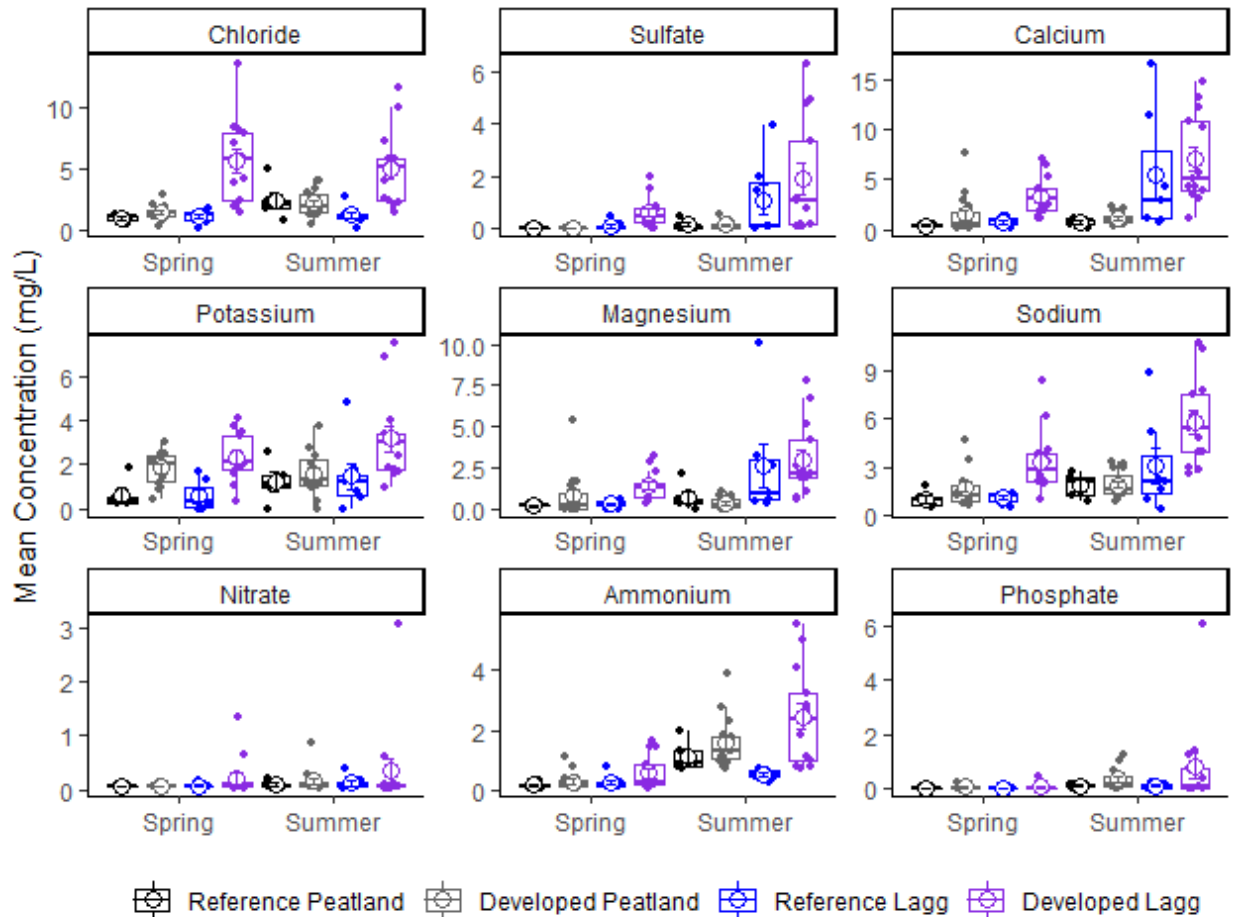 Chloride
Sulfate
Calcium
10
5
0
6
4
2
0
15
10
5
0
Spring Summer
Spring Summer
Spring Summer
Mean Concentration (mg/L)
Potassium
Magnesium
Sodium
6
4
2
0
10.0
7.5
5.0
2.5
0.0
9
6
3
0
Spring Summer
Spring Summer
Spring Summer
Nitrate
Ammonium
Phosphate
3
2
1
0
4
2
0
6
4
2
0
Spring Summer
Spring Summer
Spring Summer
Reference Peatland Developed Peatland Reference Lagg Developed Lagg